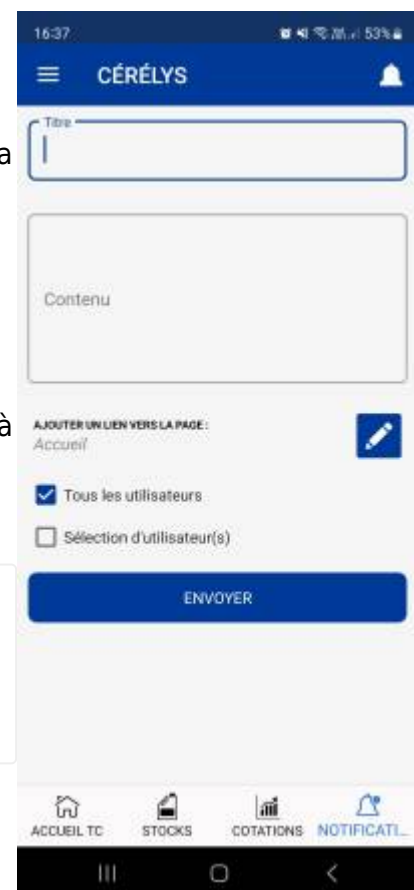 16:37 53%
CÉRÉLYS
Titre
a
Contenu
à
AJOUTER UN LIEN VERS LA PAGE :
Accueil
Tous les utilisateurs
Sélection d'utilisateur(s)
ENVOYER
ACCUEIL TC STOCKS COTATIONS NOTIFICATI...